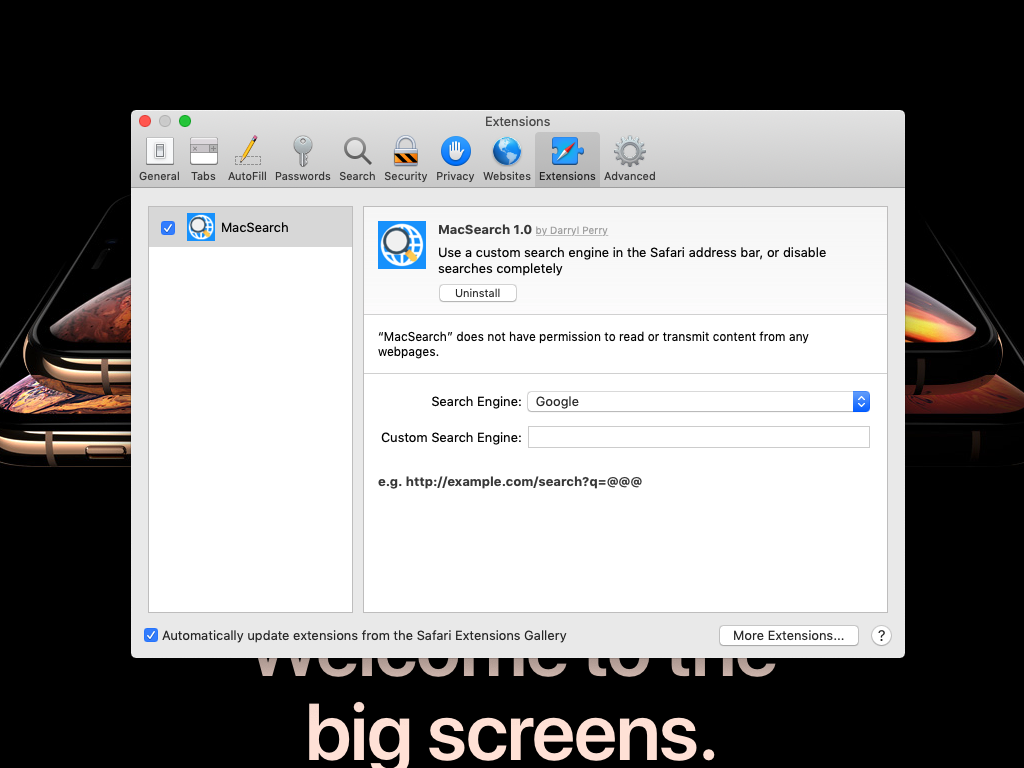 Extensions
General Tabs AutoFill Passwords Search Security Privacy Websites Extensions Advanced
MacSearch
MacSearch 1.0 by Darryl Perry
Use a custom search engine in the Safari address bar, or disable
searches completely
Uninstall
“MacSearch” does not have permission to read or transmit content from any
webpages.
Search Engine: Google
Custom Search Engine:
e.g. http://example.com/search?q=@@@
Automatically update extensions from the Safari Extensions Gallery
More Extensions...
?
Welcome to the
big screens.